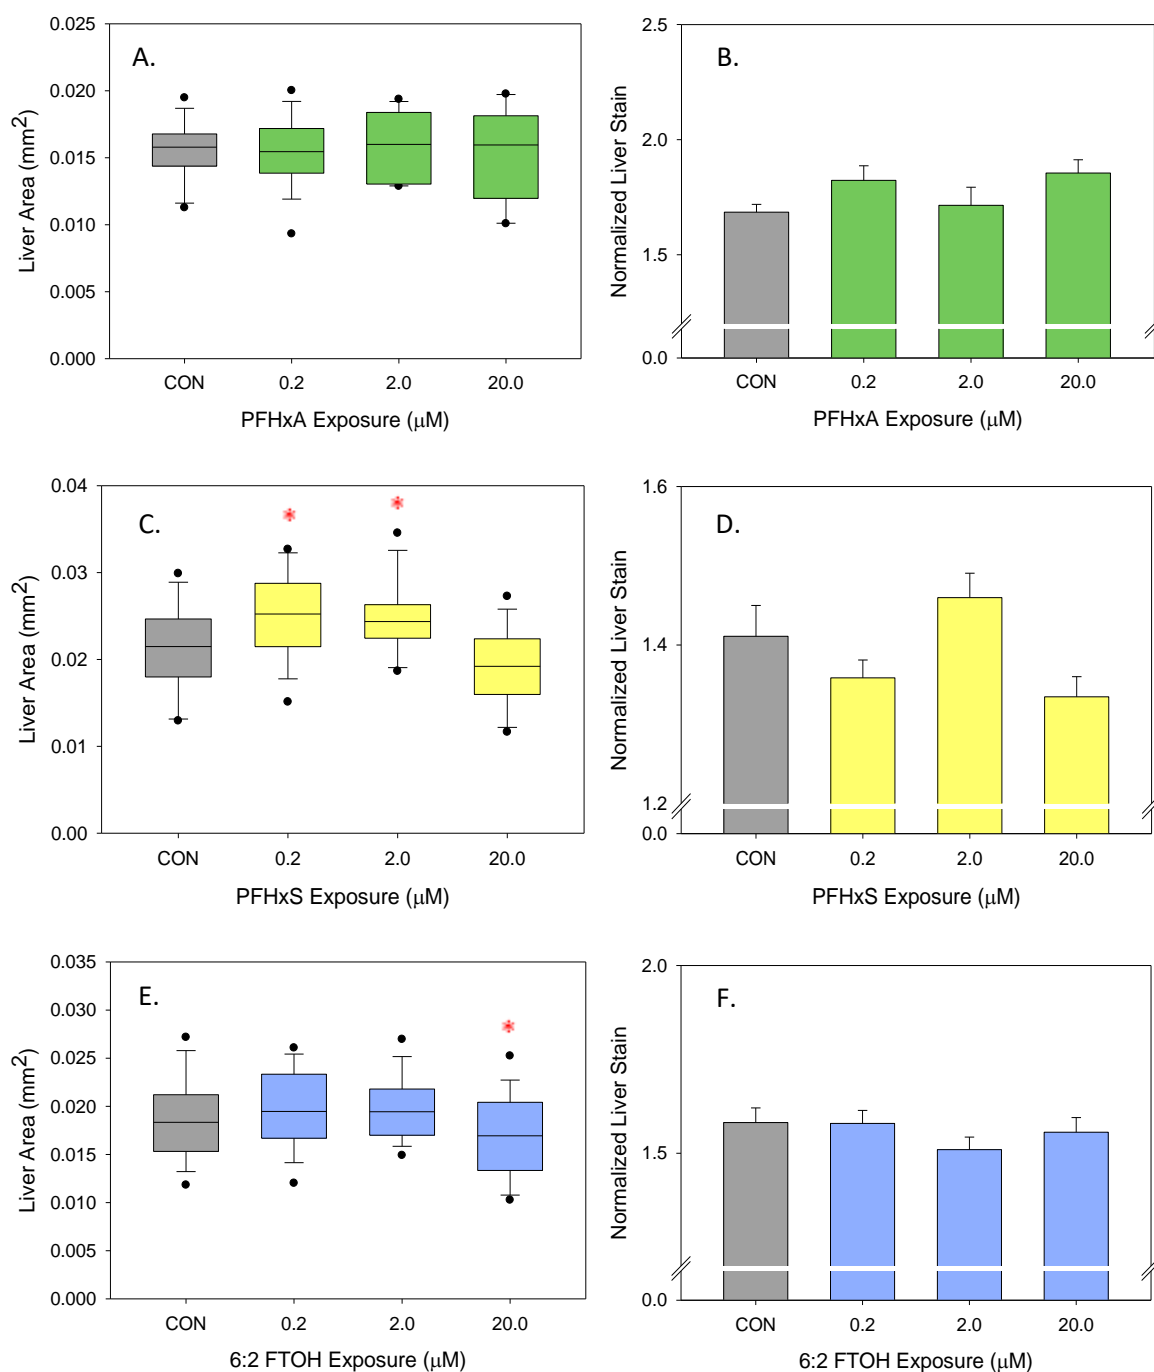 A.
Liver Area (mm²)
0.025
0.020
0.015
0.010
0.005
0.000
CON 0.2 2.0 20.0
PFHxA Exposure (μM)
B.
Normalized Liver Stain
2.5
2.0
1.5
0.0
CON 0.2 2.0 20.0
PFHxA Exposure (μM)
C.
Liver Area (mm²)
0.04
0.03
0.02
0.01
0.00
CON 0.2 2.0 20.0
PFHxS Exposure (μM)
D.
Normalized Liver Stain
1.6
1.4
1.2
0.0
CON 0.2 2.0 20.0
PFHxS Exposure (μM)
E.
Liver Area (mm²)
0.035
0.030
0.025
0.020
0.015
0.010
0.005
0.000
CON 0.2 2.0 20.0
6:2 FTOH Exposure (μM)
F.
Normalized Liver Stain
2.0
1.5
0.0
CON 0.2 2.0 20.0
6:2 FTOH Exposure (μM)